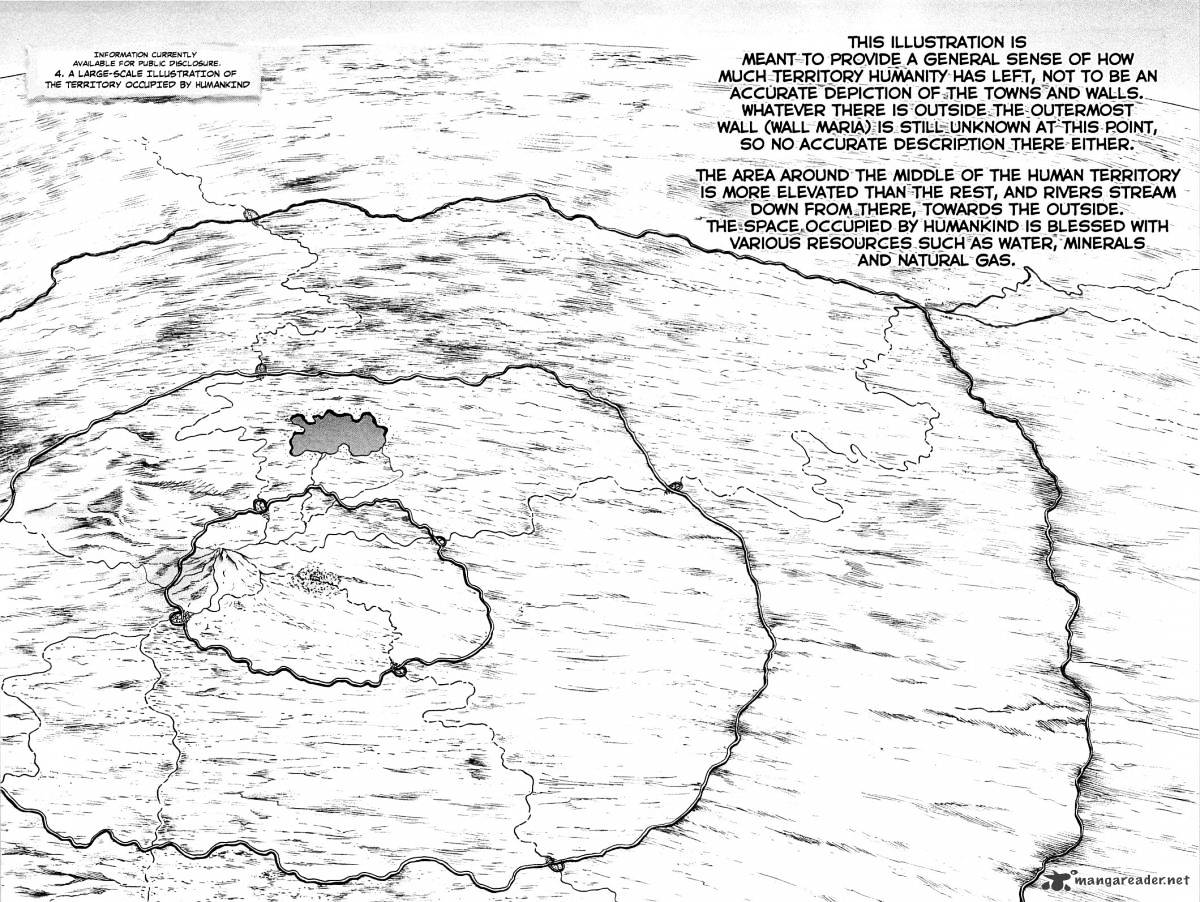 INFORMATION CURRENTLY
AVAILABLE FOR PUBLIC DISCLOSURE.
4. A LARGE-SCALE ILLUSTRATION OF
THE TERRITORY OCCUPIED BY HUMANKIND
THIS ILLUSTRATION IS
MEANT TO PROVIDE A GENERAL SENSE OF HOW
MUCH TERRITORY HUMANITY HAS LEFT, NOT TO BE AN
ACCURATE DEPICTION OF THE TOWNS AND WALLS.
WHATEVER THERE IS OUTSIDE THE OUTERMOST
WALL (WALL MARIA) IS STILL UNKNOWN AT THIS POINT,
SO NO ACCURATE DESCRIPTION THERE EITHER.
THE AREA AROUND THE MIDDLE OF THE HUMAN TERRITORY
IS MORE ELEVATED THAN THE REST, AND RIVERS STREAM
DOWN FROM THERE, TOWARDS THE OUTSIDE.
THE SPACE OCCUPIED BY HUMANKIND IS BLESSED WITH
VARIOUS RESOURCES SUCH AS WATER, MINERALS
AND NATURAL GAS.
mangareader.net